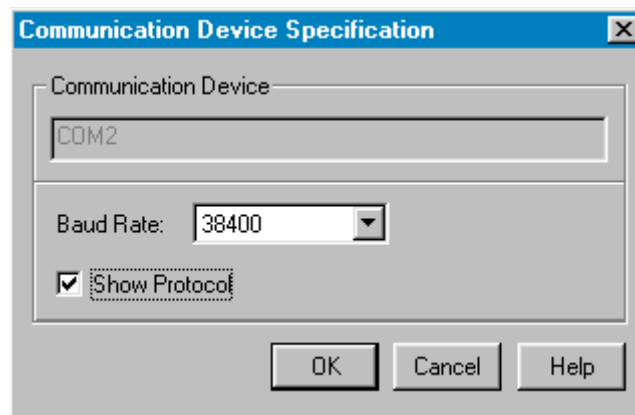 Communication Device Specification
Communication Device
COM2
Baud Rate: 38400
Show Protocol
OK Cancel Help